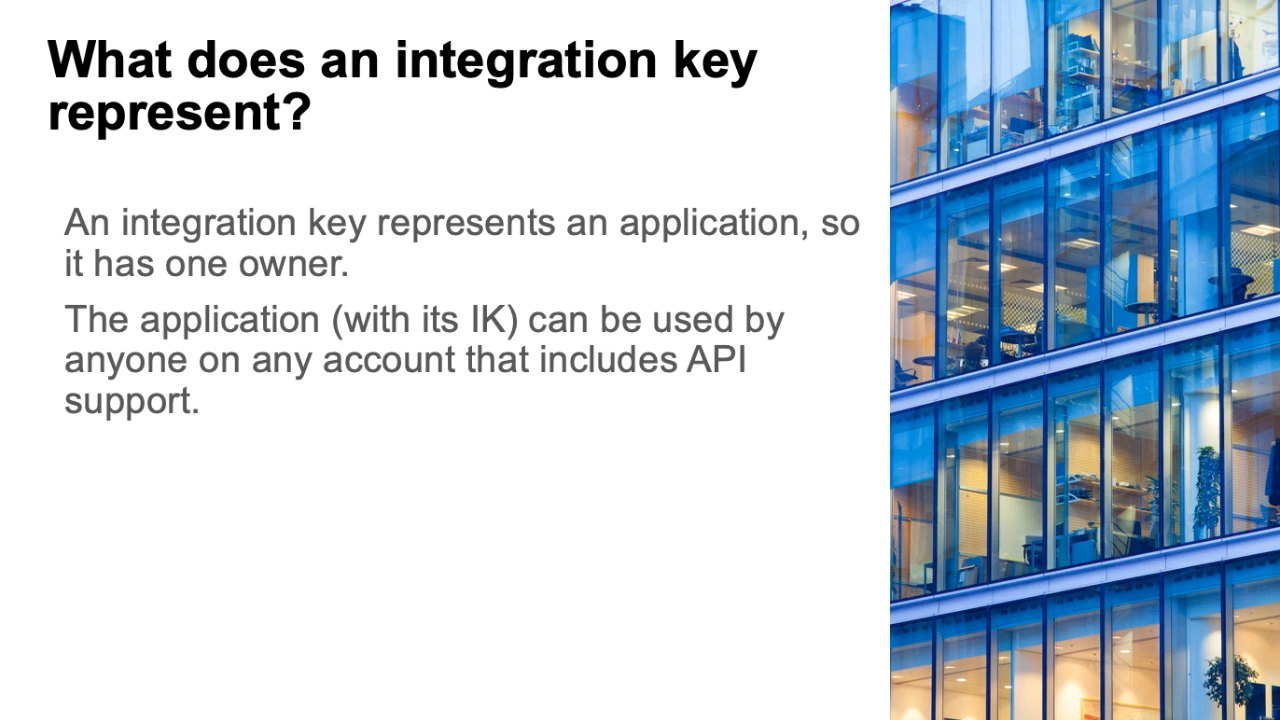 What does an integration key
represent?
An integration key represents an application, so
it has one owner.
The application (with its IK) can be used by
anyone on any account that includes API
support.